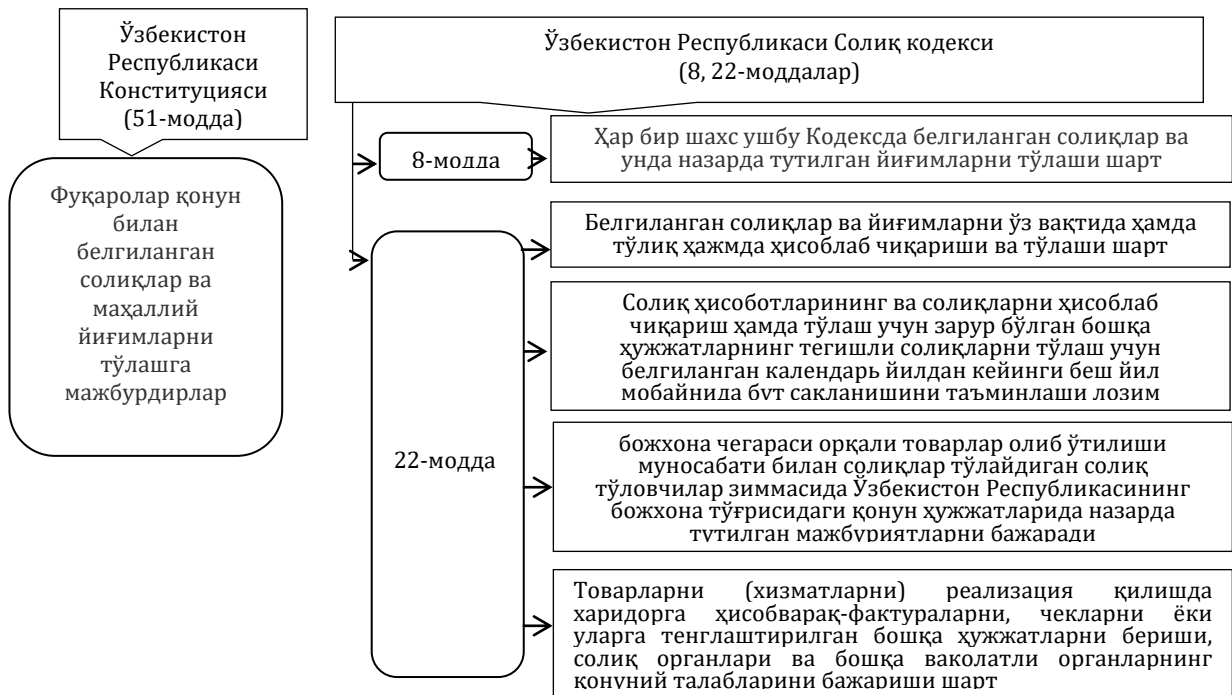 Ўзбекистон
Республикаси
Конституцияси
(51-модда)
Фуқаролар қонун
билан
белгиланган
солиқлар ва
маҳаллий
йиғимларни
тўлашга
мажбурдирлар
Ўзбекистон Республикаси Солиқ кодекси
(8, 22-моддалар)
8-модда
Ҳар бир шахс ушбу Кодексда белгиланган солиқлар ва
унда назарда тутилган йиғимларни тўлаши шарт
22-модда
Белгиланган солиқлар ва йиғимларни ўз вақтида ҳамда
тўлиқ ҳажмда ҳисоблаб чиқариши ва тўлаши шарт
Солиқ ҳисоботларининг ва солиқларни ҳисоблаб
чиқариш ҳамда тўлаш учун зарур бўлган бошқа
ҳужжатларнинг тегишли солиқларни тўлаш учун
белгиланган календарь йилдан кейинги беш йил
мобайнида бут сақланишини таъминлаши лозим
божхона чегараси орқали товарлар олиб ўтилиши
муносабати билан солиқлар тўлайдиган солиқ
тўловчилар зиммасида Ўзбекистон Республикасининг
божхона тўғрисидаги қонун ҳужжатларида назарда
тутилган мажбуриятларни бажаради
Товарларни (хизматларни) реализация қилишда
харидорга ҳисобварақ-фактураларни, чекларни ёки
уларга тенглаштирилган бошқа ҳужжатларни бериши,
солиқ органлари ва бошқа ваколатли органларнинг
қонуний талабларини бажариши шарт